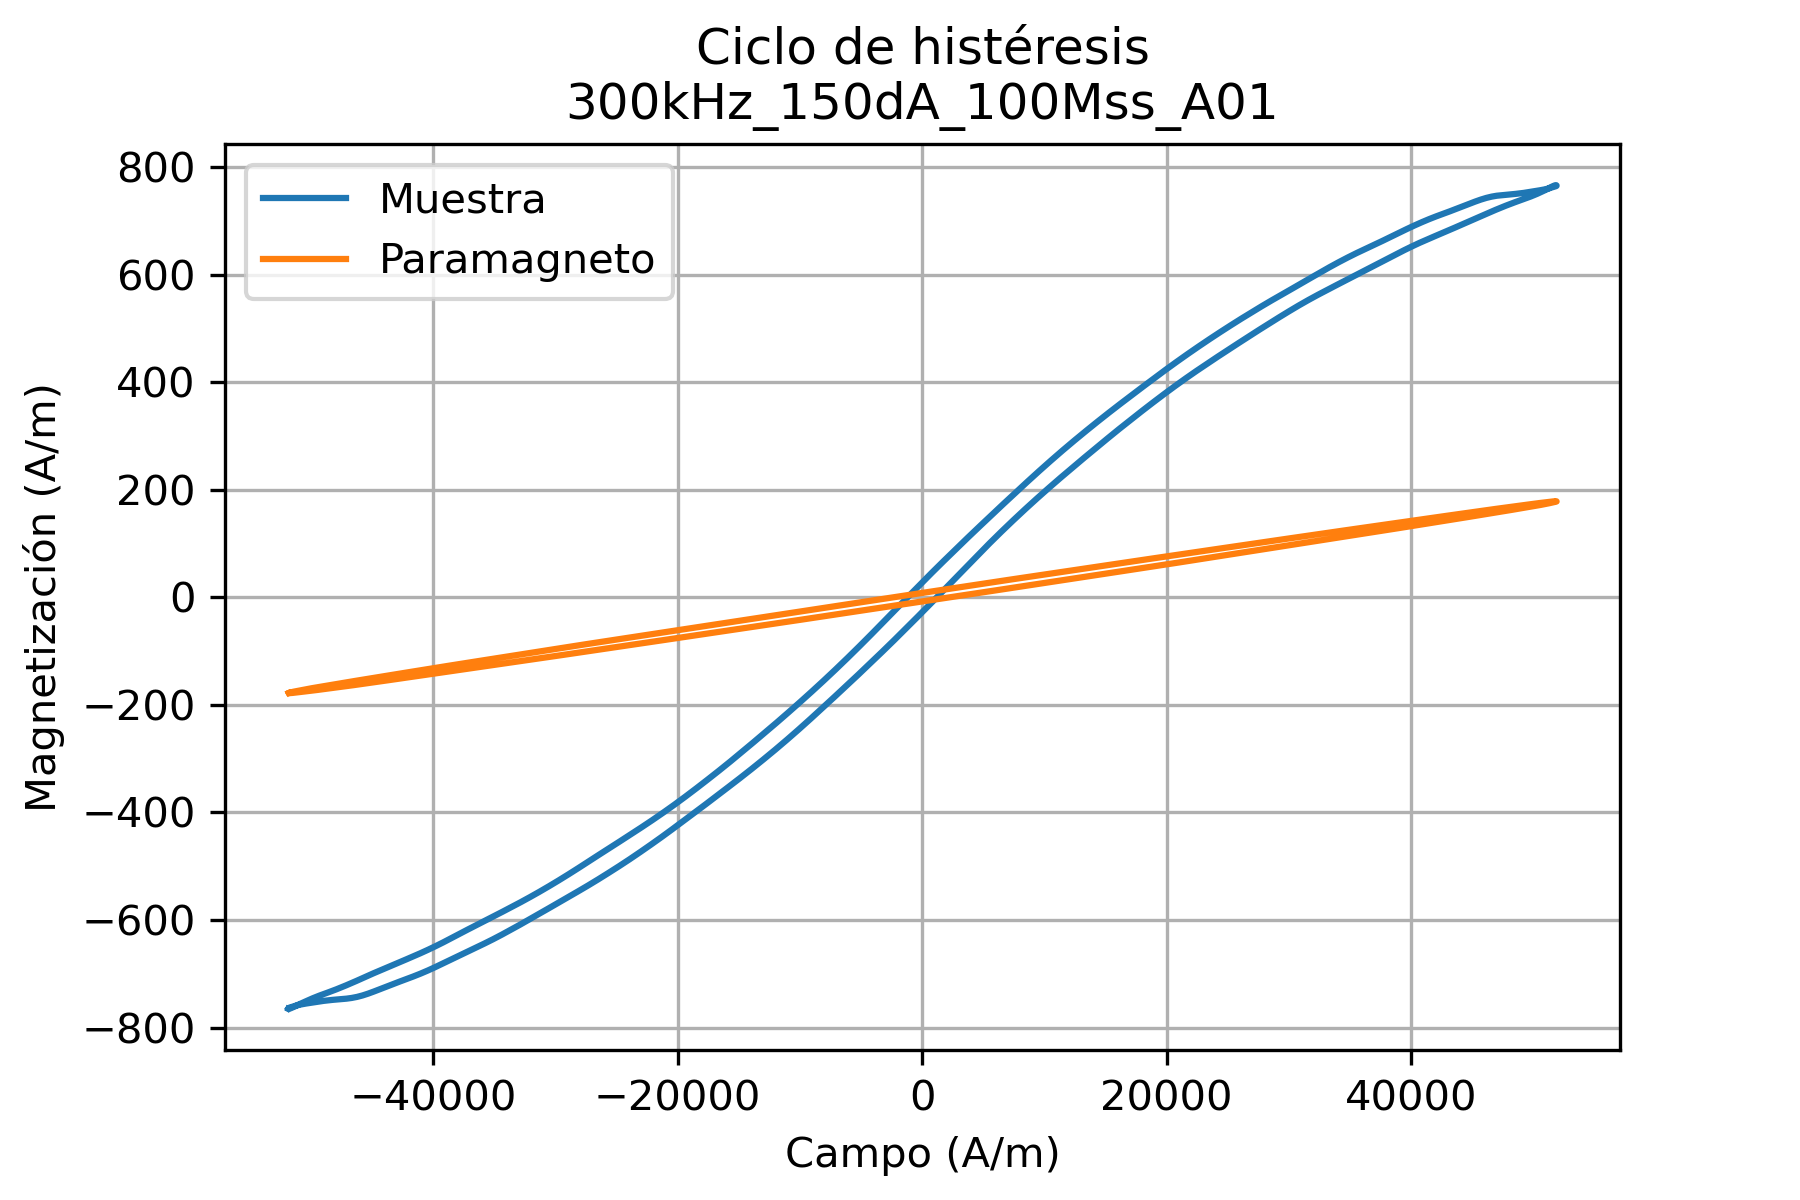 Ciclo de histéresis
300kHz_150dA_100Mss_A01
Muestra
Paramagneto
Magnetización (A/m)
800
600
400
200
0
−200
−400
−600
−800
−40000
−20000
0
20000
40000
Campo (A/m)